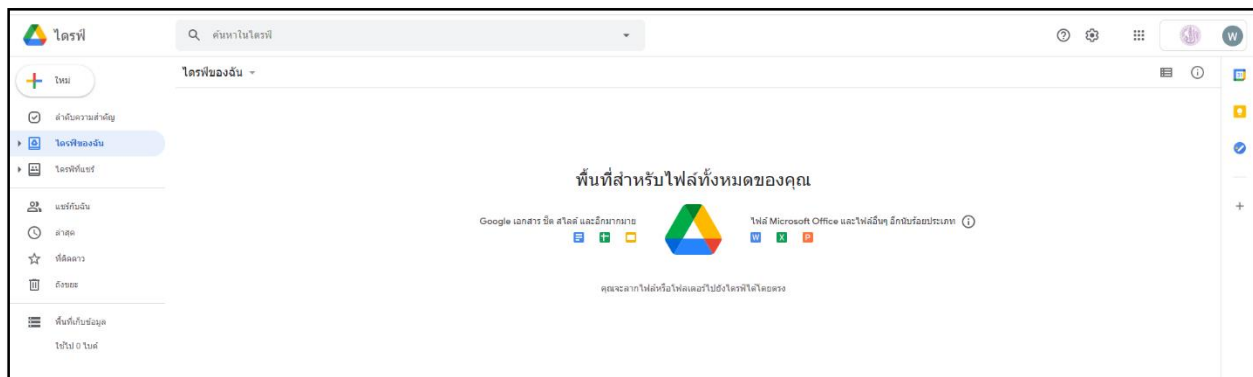 ไดรฟ์
ค้นหาในไดรฟ์
W
ใหม่
ไดรฟ์ของฉัน
ลำดับความสำคัญ
ไดรฟ์ของฉัน
ไดรฟ์ที่แชร์
แชร์กับฉัน
ล่าสุด
ที่ติดดาว
ถังขยะ
พื้นที่เก็บข้อมูล
ใช้ไป 0 ไบต์
พื้นที่สำหรับไฟล์ทั้งหมดของคุณ
Google เอกสาร ชีต สไลด์ และอีกมากมาย
ไฟล์ Microsoft Office และไฟล์อื่นๆ อีกนับร้อยประเภท
W X P
คุณจะลากไฟล์หรือโฟลเดอร์ไปยังไดรฟ์ได้โดยตรง